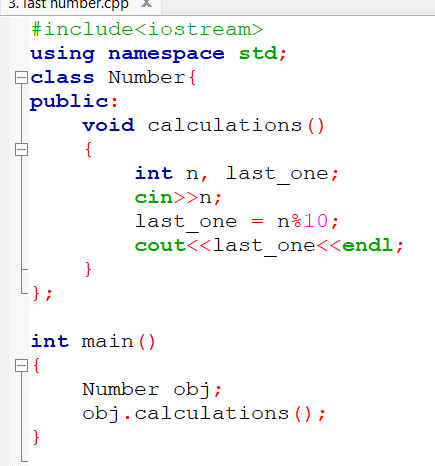 3. last number.cpp X
#include<iostream>
using namespace std;
class Number{
public:
    void calculations()
    {
        int n, last_one;
        cin>>n;
        last_one = n%10;
        cout<<last_one<<endl;
    }
};

int main()
{
    Number obj;
    obj.calculations();
}